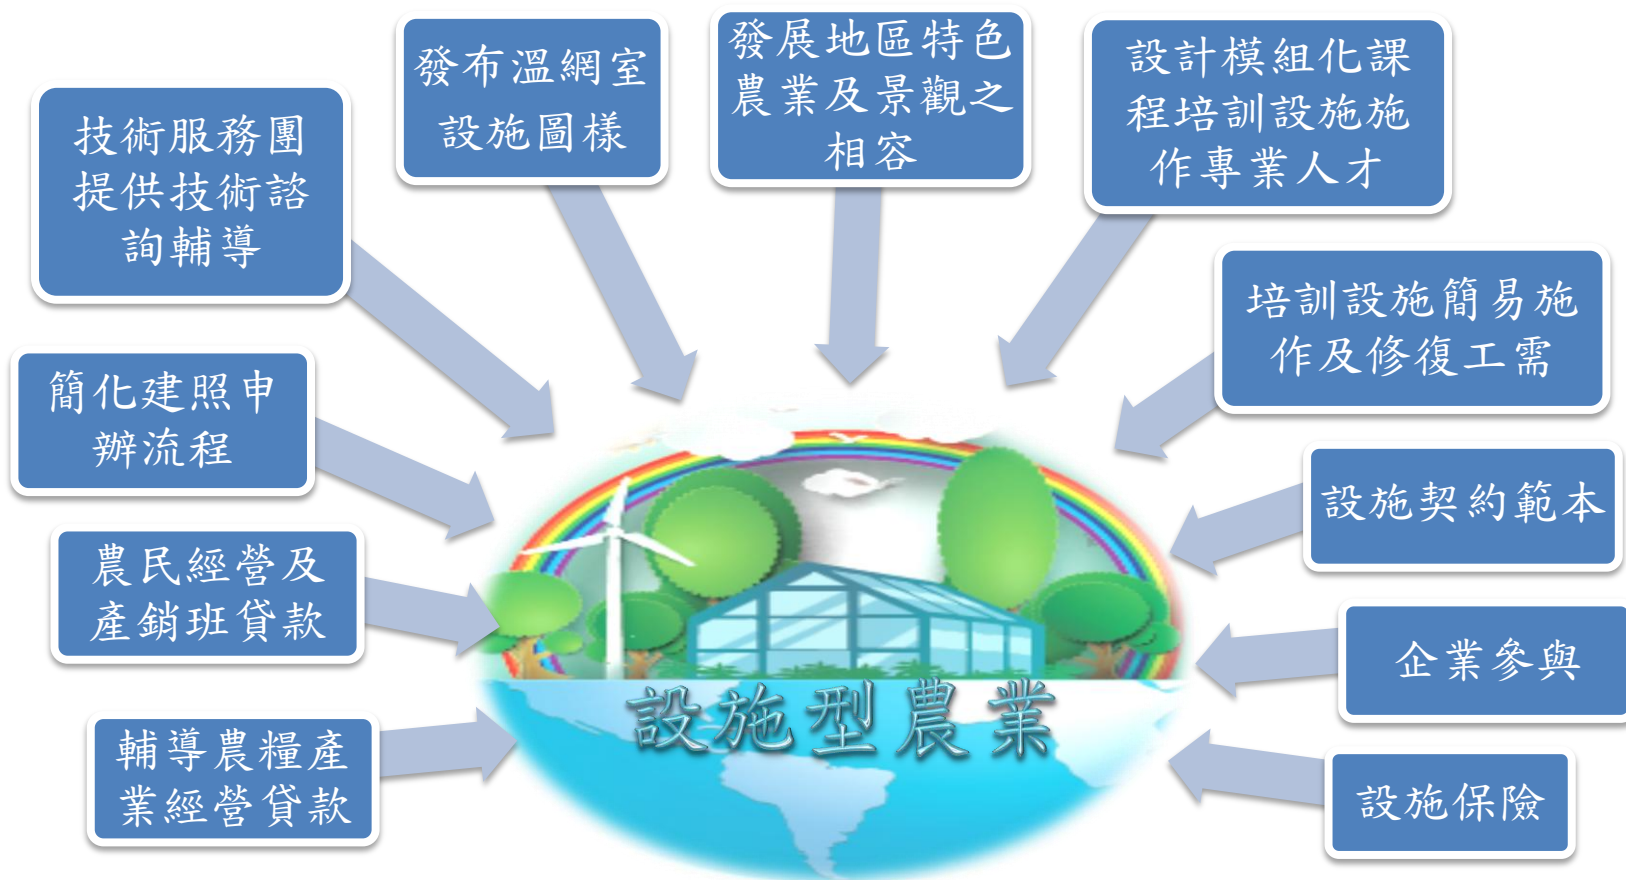 技術服務團
提供技術諮
詢輔導
發布溫網室
設施圖樣
發展地區特色
農業及景觀之
相容
設計模組化課
程培訓設施施
作專業人才
簡化建照申
辦流程
培訓設施簡易施
作及修復工需
農民經營及
產銷班貸款
設施契約範本
輔導農糧產
業經營貸款
企業參與
設施保險
設施型農業